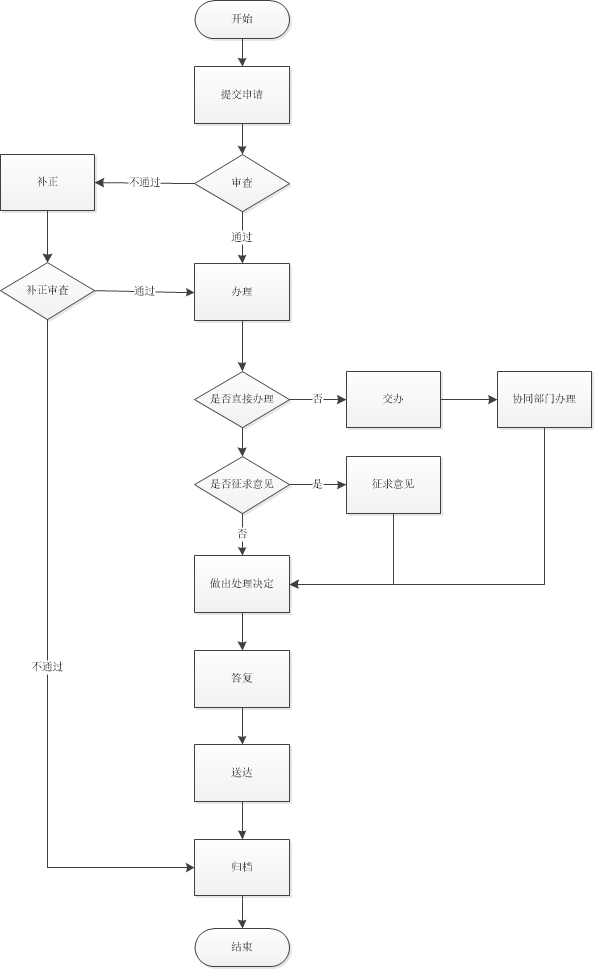 开始
提交申请
审查
不通过
补正
通过
补正审查
通过
办理
是否直接办理
否
交办
协同部门办理
是否征求意见
是
征求意见
否
做出处理决定
不通过
答复
送达
归档
结束